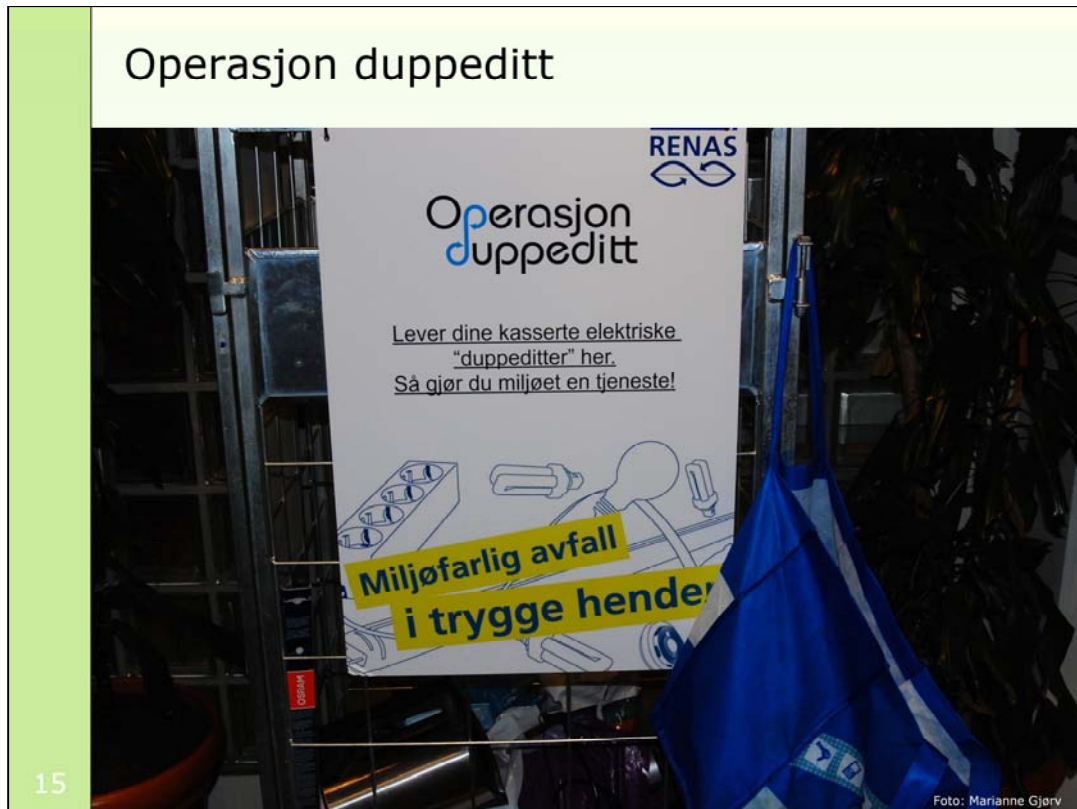 Operasjon duppeditt
RENAS
Operasjon
duppeditt
Lever dine kasserte elektriske
“duppeditter” her.
Så gjør du miljøet en tjeneste!
Miljøfarlig avfall
i trygge hender
OSRAM
15
Foto: Marianne Gjørv